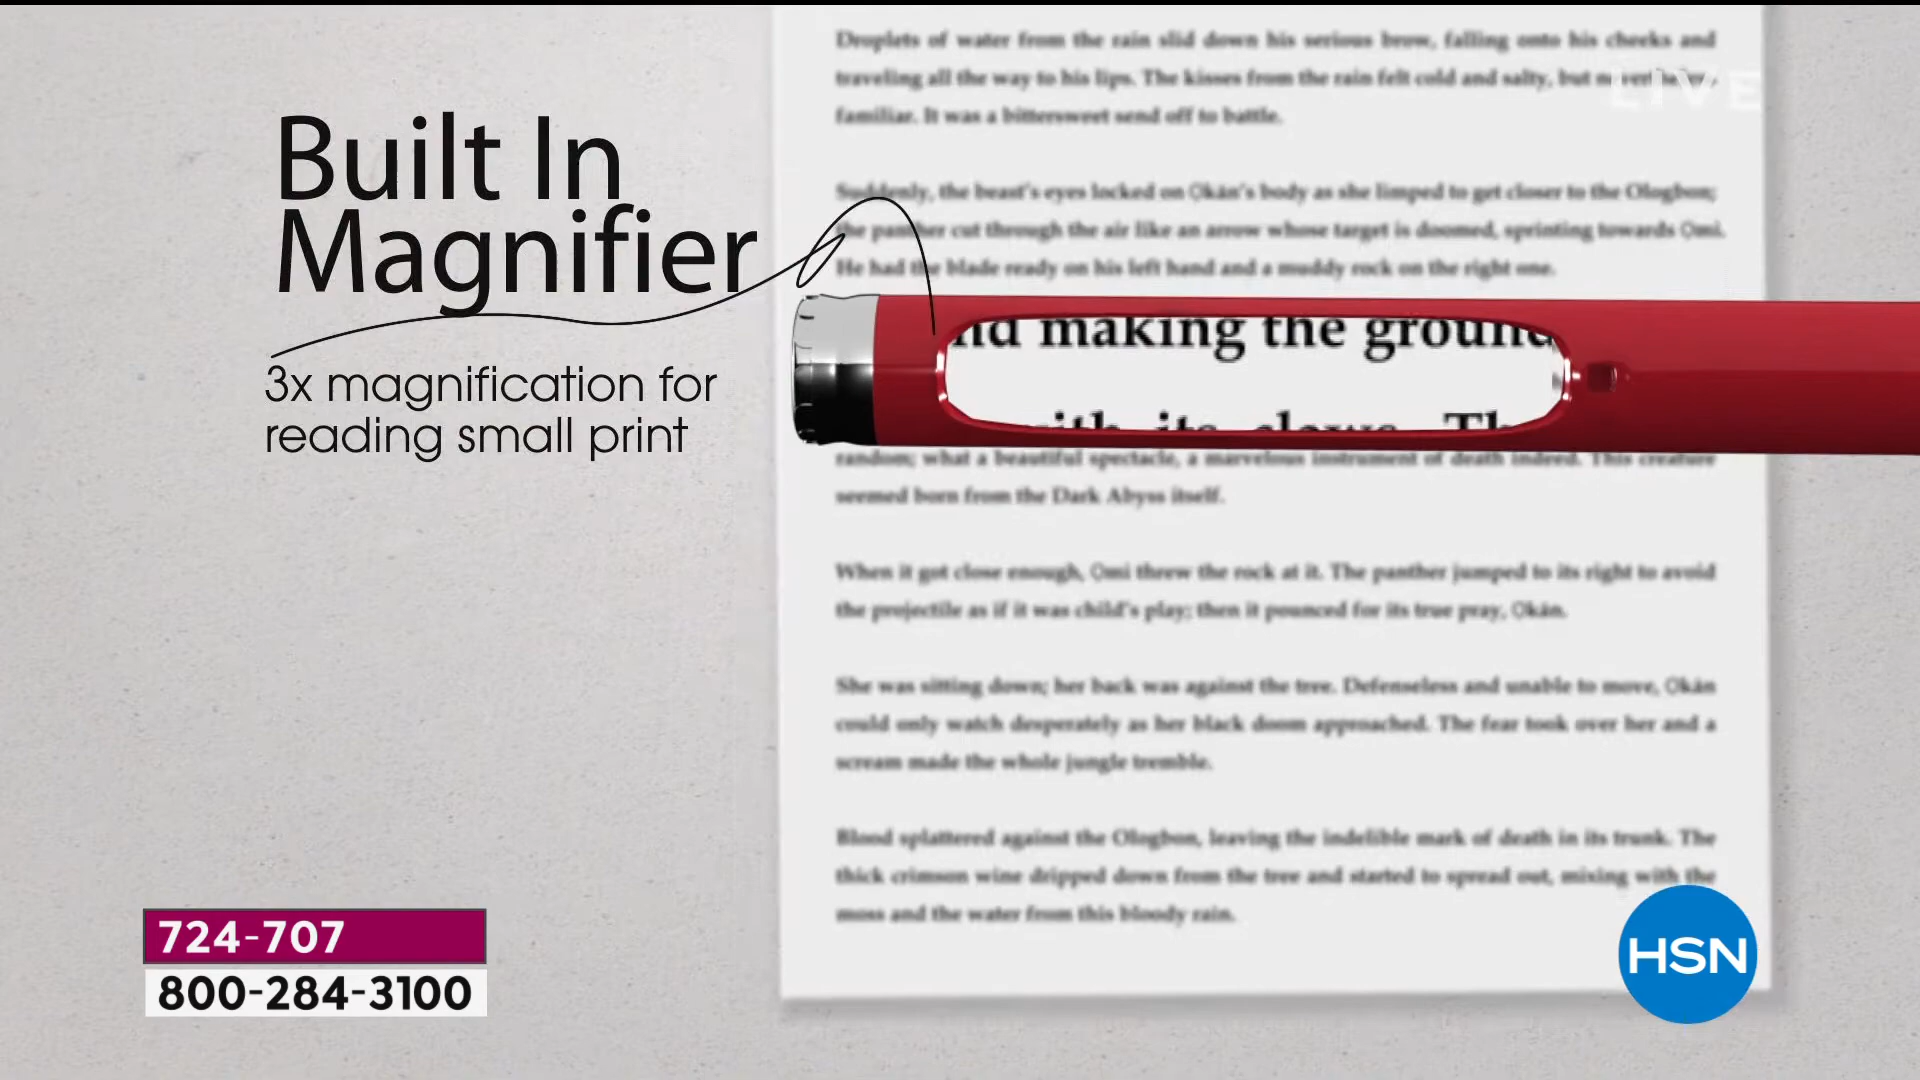 Built In
Magnifier
3x magnification for
reading small print
LIVE
Droplets of water from the rain slid down his serious brow, falling onto his cheeks and
traveling all the way to his lips. The kisses from the rain felt cold and salty, but nevertheless
familiar. It was a bittersweet send off to battle.
Suddenly, the beast's eyes locked on Okán's body as she limped to get closer to the Ologbon;
the panther cut through the air like an arrow whose target is doomed, sprinting towards Omi.
He had the blade ready on his left hand and a muddy rock on the right one.
making the ground
with its claws. Th
random; what a beautiful spectacle, a marvelous instrument of death indeed. This creature
seemed born from the Dark Abyss itself.
When it got close enough, Omi threw the rock at it. The panther jumped to its right to avoid
the projectile as if it was child's play; then it pounced for its true pray, Okán.
She was sitting down; her back was against the tree. Defenseless and unable to move, Okán
could only watch desperately as her black doom approached. The fear took over her and a
scream made the whole jungle tremble.
Blood splattered against the Ologbon, leaving the indelible mark of death in its trunk. The
thick crimson wine dripped down from the tree and started to spread out, mixing with the
moss and the water from this bloody rain.
724-707
800-284-3100
HSN